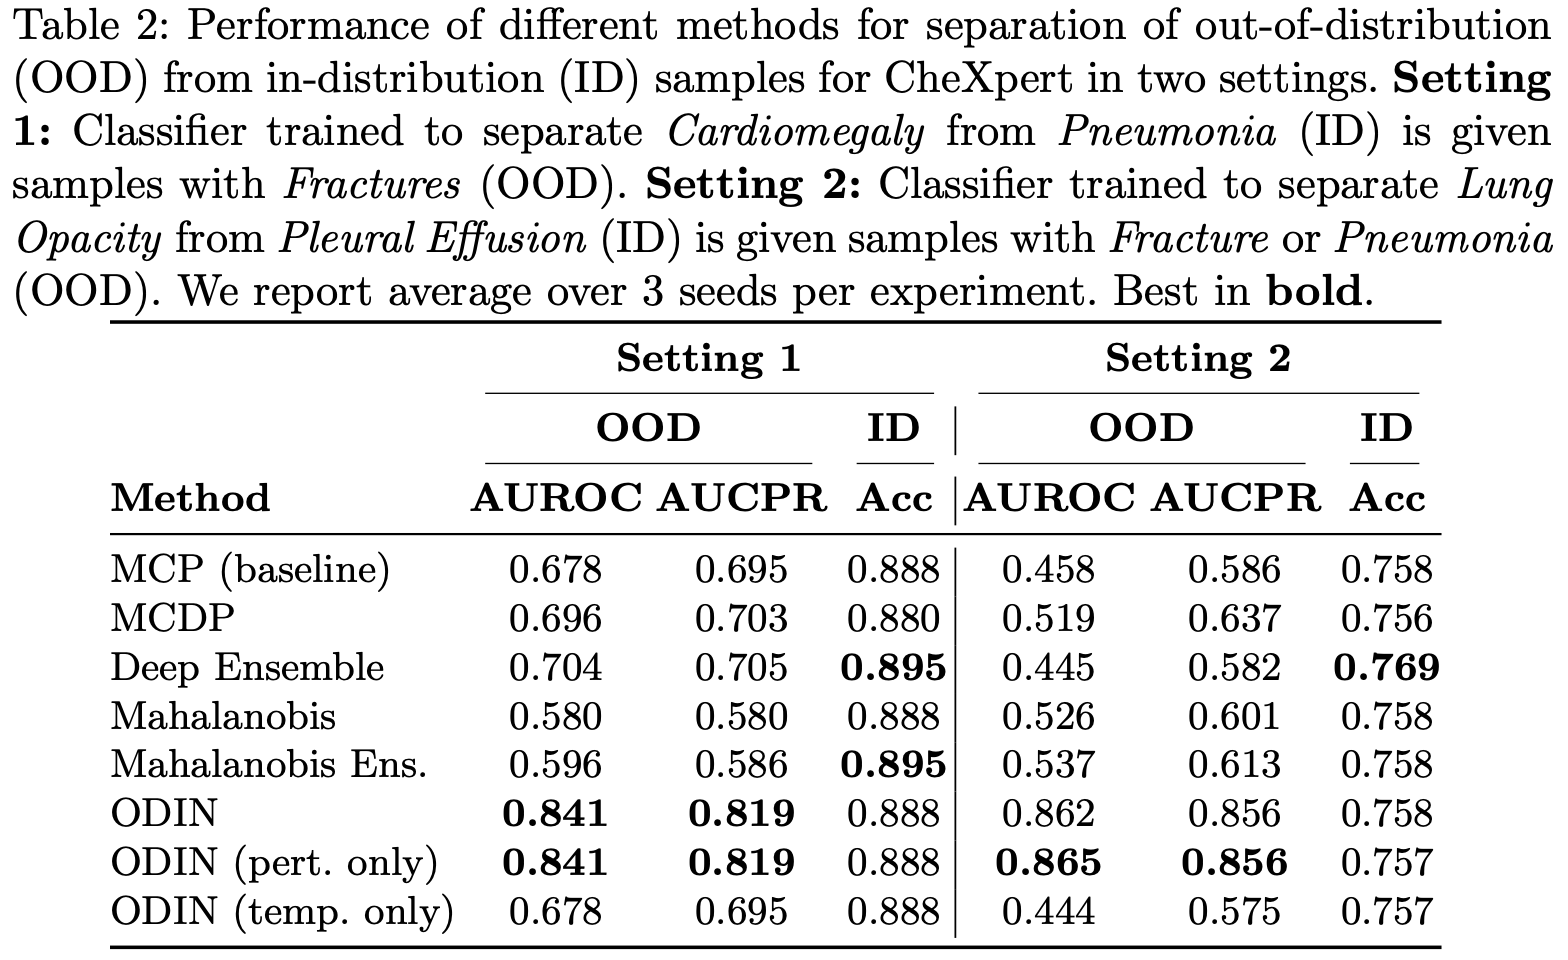 Table 2: Performance of different methods for separation of out-of-distribution
(OOD) from in-distribution (ID) samples for CheXpert in two settings. Setting
1: Classifier trained to separate Cardiomegaly from Pneumonia (ID) is given
samples with Fractures (OOD). Setting 2: Classifier trained to separate Lung
Opacity from Pleural Effusion (ID) is given samples with Fracture or Pneumonia
(OOD). We report average over 3 seeds per experiment. Best in bold.
Setting 1 Setting 2
OOD ID OOD ID
Method AUROC AUCPR Acc AUROC AUCPR Acc
MCP (baseline) 0.678 0.695 0.888 0.458 0.586 0.758
MCDP 0.696 0.703 0.880 0.519 0.637 0.756
Deep Ensemble 0.704 0.705 0.895 0.445 0.582 0.769
Mahalanobis 0.580 0.580 0.888 0.526 0.601 0.758
Mahalanobis Ens. 0.596 0.586 0.895 0.537 0.613 0.758
ODIN 0.841 0.819 0.888 0.862 0.856 0.758
ODIN (pert. only) 0.841 0.819 0.888 0.865 0.856 0.757
ODIN (temp. only) 0.678 0.695 0.888 0.444 0.575 0.757